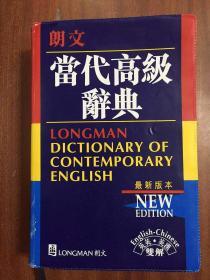 朗文
當代高級
辭典
LONGMAN
DICTIONARY OF
CONTEMPORARY
ENGLISH
最新版本
NEW
EDITION
English-Chinese
英英·英漢
雙解
LONGMAN 朗文